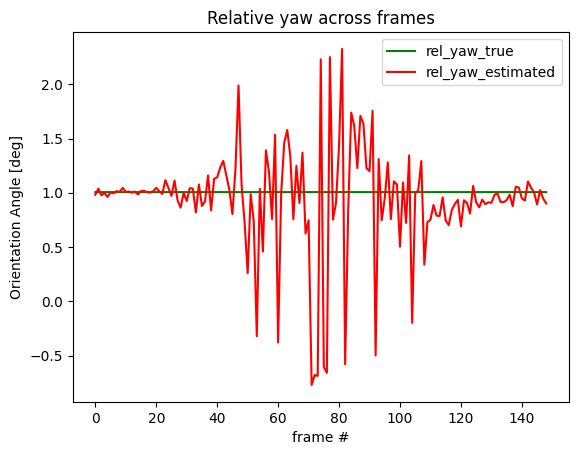 Relative yaw across frames
rel_yaw_true
rel_yaw_estimated
Orientation Angle [deg]
2.0
1.5
1.0
0.5
0.0
−0.5
0 20 40 60 80 100 120 140
frame #